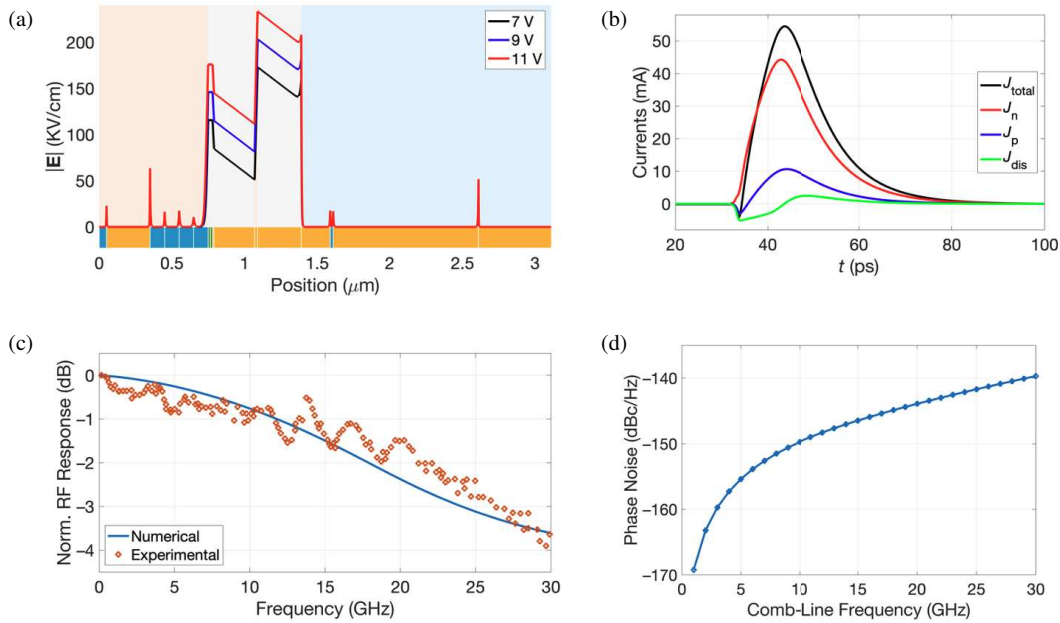 (a)
200
150
100
50
0
|E| (KV/cm)
7 V
9 V
11 V
0
0.5
1
1.5
2
2.5
3
Position (μm)
(b)
50
40
30
20
10
0
Currents (mA)
J_total
J_n
J_p
J_dis
20
40
60
80
100
t (ps)
(c)
0
−1
−2
−3
−4
Norm. RF Response (dB)
Numerical
Experimental
0
5
10
15
20
25
30
Frequency (GHz)
(d)
−140
−150
−160
−170
Phase Noise (dBc/Hz)
0
5
10
15
20
25
30
Comb-Line Frequency (GHz)